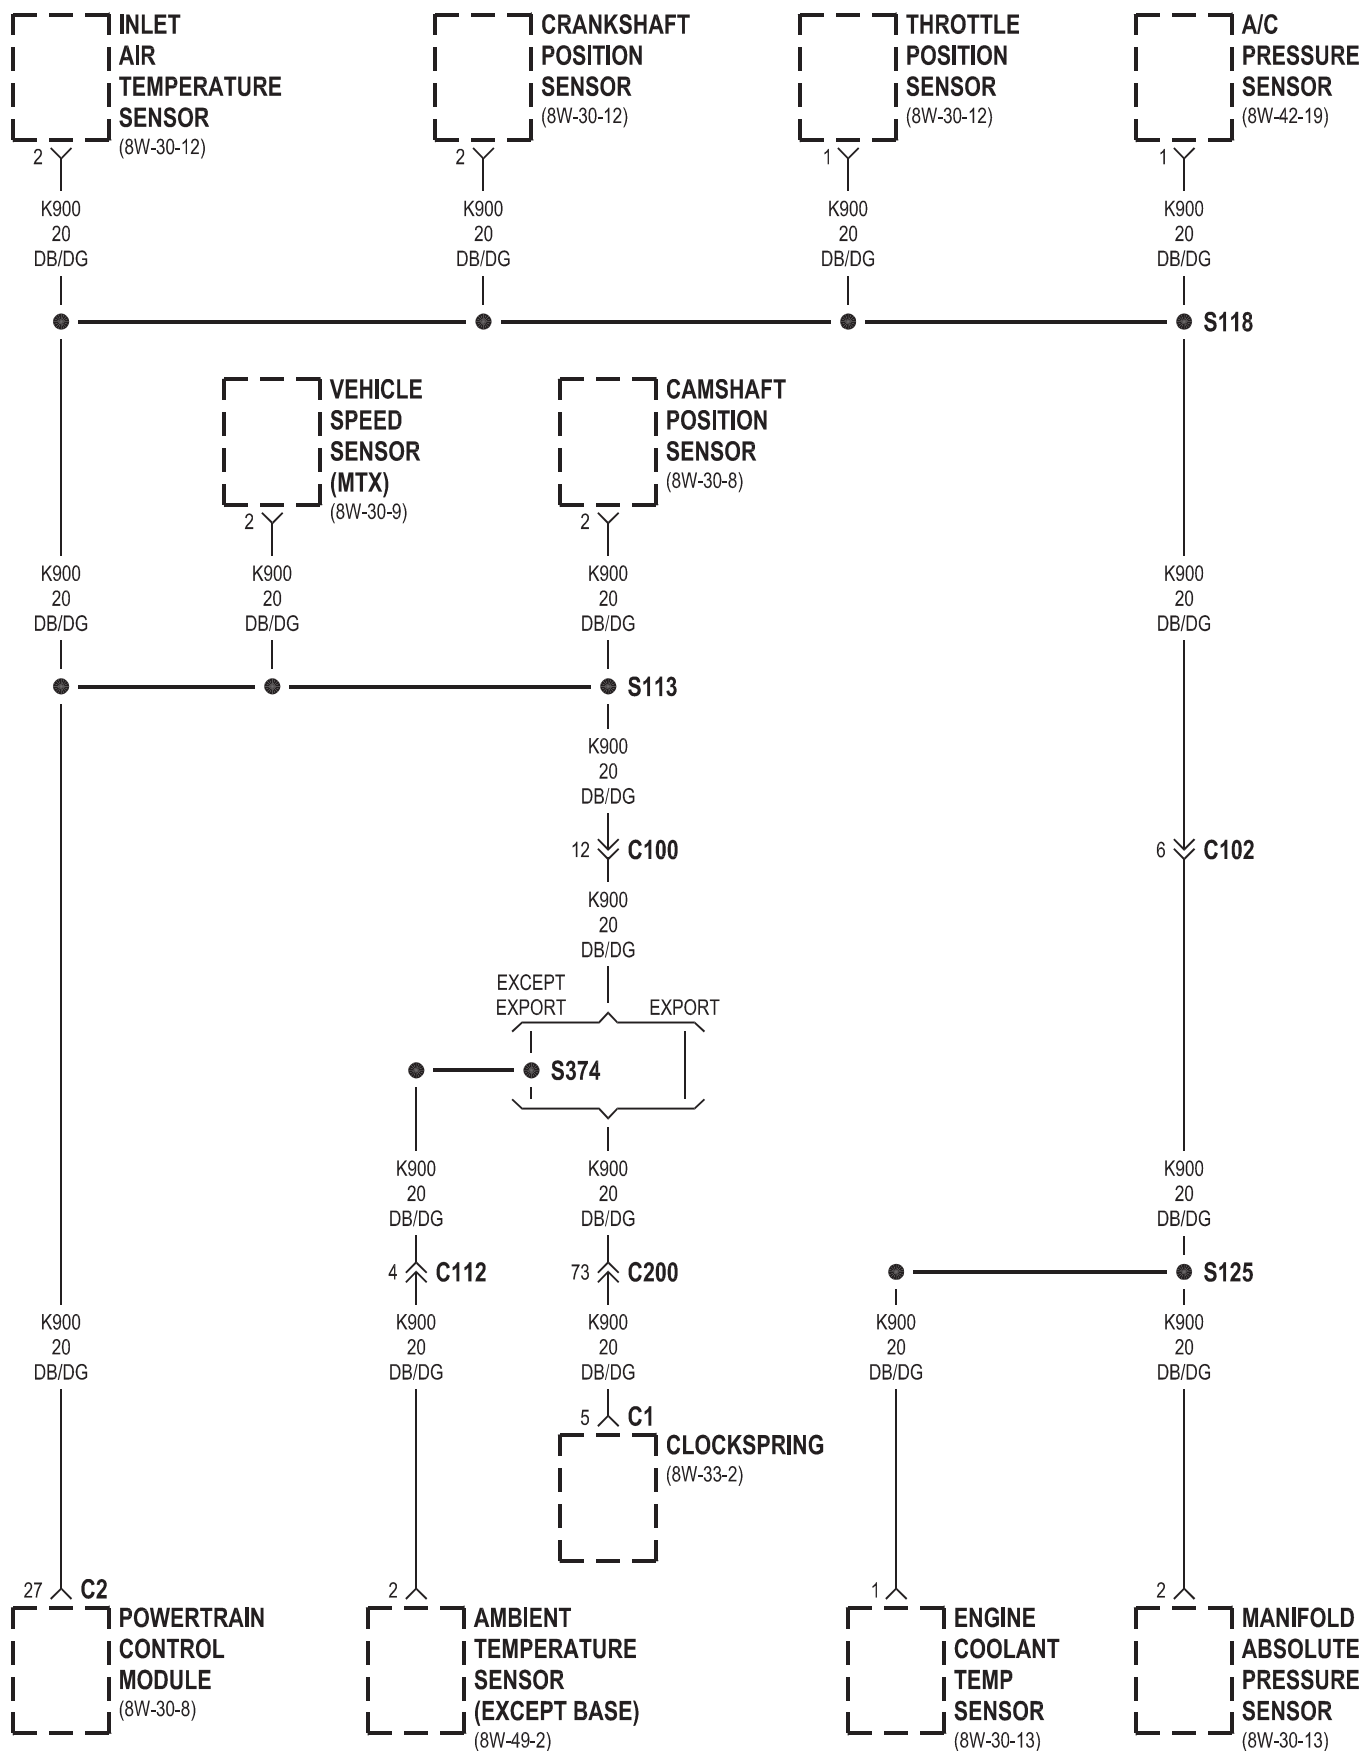 INLET
AIR
TEMPERATURE
SENSOR
(8W-30-12)
2
K900
20
DB/DG
CRANKSHAFT
POSITION
SENSOR
(8W-30-12)
2
K900
20
DB/DG
THROTTLE
POSITION
SENSOR
(8W-30-12)
1
K900
20
DB/DG
A/C
PRESSURE
SENSOR
(8W-42-19)
1
K900
20
DB/DG
S118
VEHICLE
SPEED
SENSOR
(MTX)
(8W-30-9)
2
CAMSHAFT
POSITION
SENSOR
(8W-30-8)
2
K900
20
DB/DG
K900
20
DB/DG
K900
20
DB/DG
K900
20
DB/DG
S113
K900
20
DB/DG
12
C100
6
C102
K900
20
DB/DG
EXCEPT
EXPORT
EXPORT
S374
K900
20
DB/DG
K900
20
DB/DG
K900
20
DB/DG
4
C112
73
C200
S125
K900
20
DB/DG
K900
20
DB/DG
K900
20
DB/DG
K900
20
DB/DG
K900
20
DB/DG
5
C1
CLOCKSPRING
(8W-33-2)
27
C2
POWERTRAIN
CONTROL
MODULE
(8W-30-8)
2
AMBIENT
TEMPERATURE
SENSOR
(EXCEPT BASE)
(8W-49-2)
1
ENGINE
COOLANT
TEMP
SENSOR
(8W-30-13)
2
MANIFOLD
ABSOLUTE
PRESSURE
SENSOR
(8W-30-13)